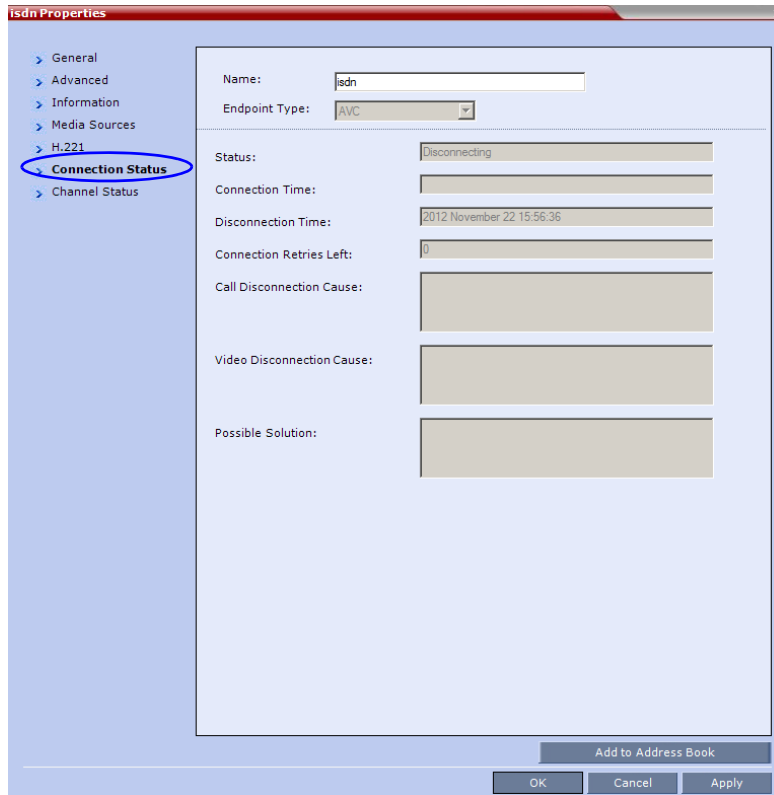 isdn Properties
General
Advanced
Information
Media Sources
H.221
Connection Status
Channel Status
Name: isdn
Endpoint Type: AVC
Status: Disconnecting
Connection Time:
Disconnection Time: 2012 November 22 15:56:36
Connection Retries Left: 0
Call Disconnection Cause:
Video Disconnection Cause:
Possible Solution:
Add to Address Book
OK Cancel Apply